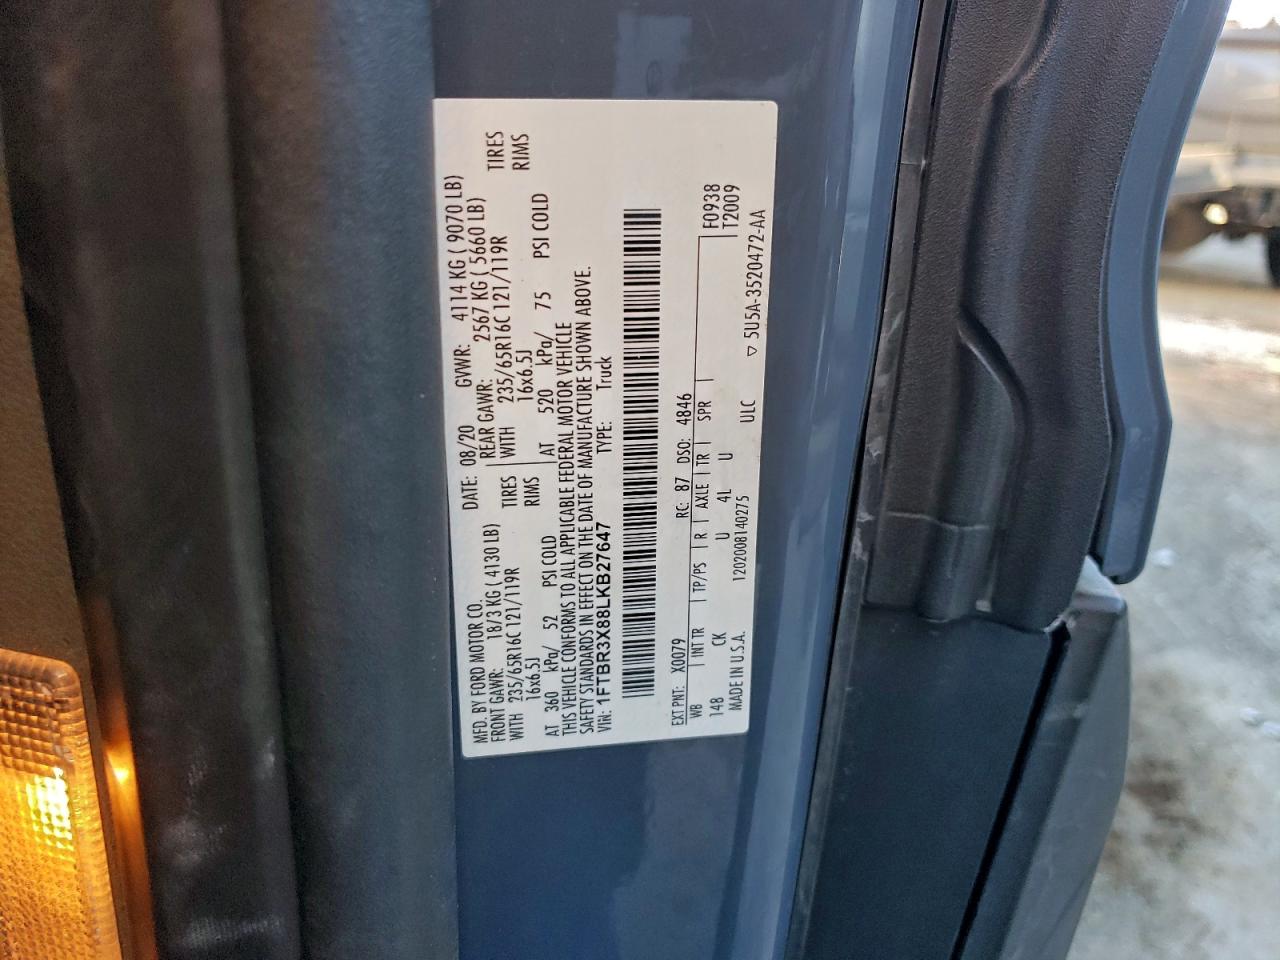 MFD. BY FORD MOTOR CO. DATE: 08/20 GVWR: 4114 KG ( 9070 LB)
FRONT GAWR: 18/3 KG ( 4130 LB) REAR GAWR: 2567 KG ( 5660 LB)
WITH 235/65R16C 121/119R TIRES WITH 235/65R16C 121/119R TIRES
16x6.5J RIMS 16x6.5J RIMS
AT 360 kPa/ 52 PSI COLD AT 520 kPa/ 75 PSI COLD
THIS VEHICLE CONFORMS TO ALL APPLICABLE FEDERAL MOTOR VEHICLE
SAFETY STANDARDS IN EFFECT ON THE DATE OF MANUFACTURE SHOWN ABOVE.
VIN: 1FTBR3X88LKB27647 TYPE: Truck
EXT PNT: X0079 RC: 87 DSO: 4846
WB INT TR TP/PS R AXLE TR SPR F0938
148 CK U 4L U T2009
MADE IN U.S.A. 1202008140275 ULC ▽ 5U5A-3520472-AA